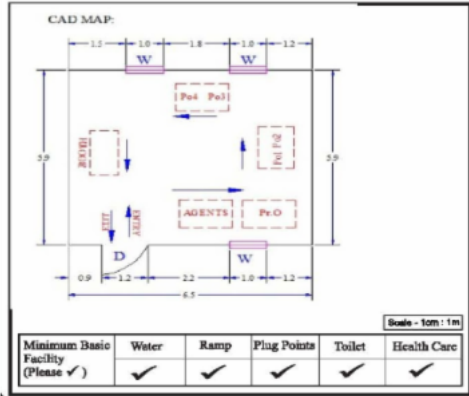 CAD MAP:
1.5 1.0 1.8 1.0 1.2
W W
Po4 Po3
5.9 5.9
Po1 Po2
EXIT ENTRY
AGENTS Pr.O
D W
0.9 1.2 2.2 1.0 1.2
6.5
Scale - 1cm : 1m
Minimum Basic Facility (Please ✓) Water Ramp Plug Points Toilet Health Care
✓ ✓ ✓ ✓ ✓